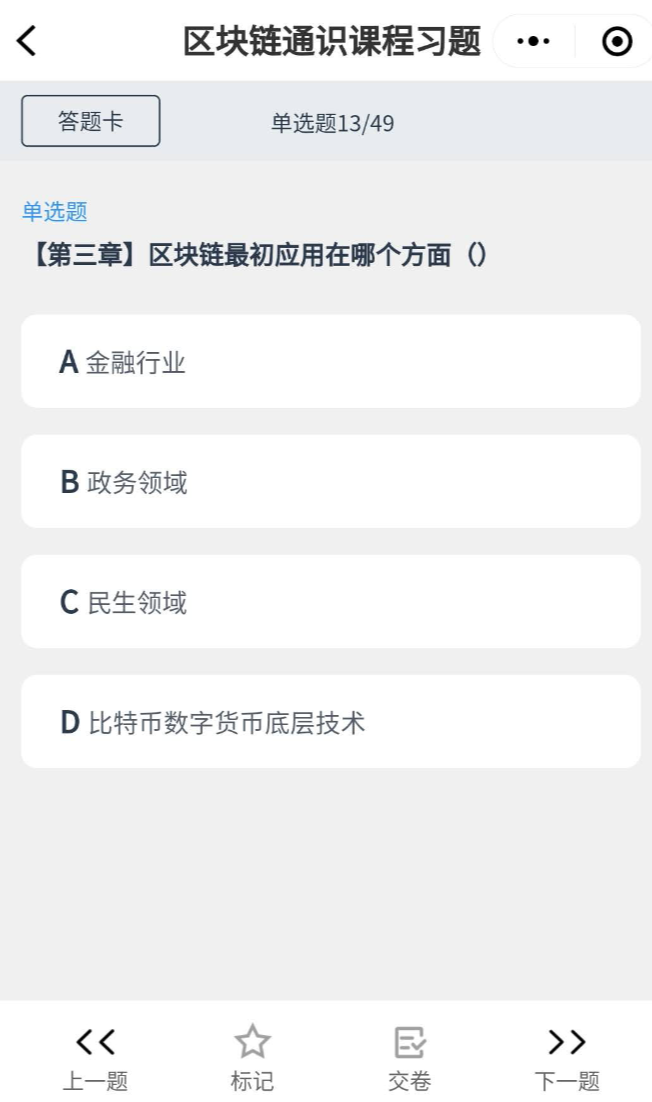 区块链通识课程习题
答题卡
单选题13/49
单选题
【第三章】区块链最初应用在哪个方面（）
A 金融行业
B 政务领域
C 民生领域
D 比特币数字货币底层技术
上一题
标记
交卷
下一题